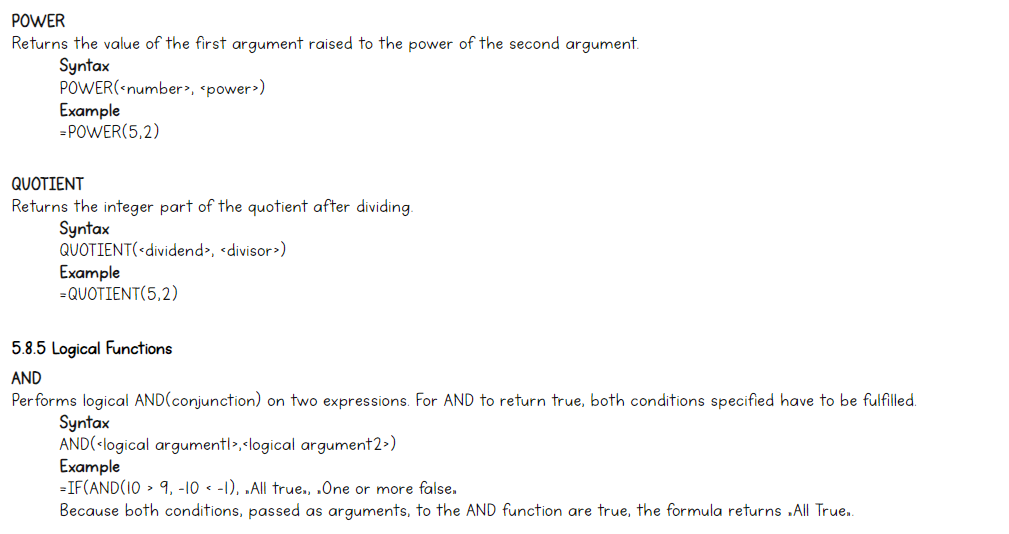 POWER
Returns the value of the first argument raised to the power of the second argument.
Syntax
POWER(<number>, <power>)
Example
=POWER(5,2)
QUOTIENT
Returns the integer part of the quotient after dividing.
Syntax
QUOTIENT(<dividend>, <divisor>)
Example
=QUOTIENT(5,2)
5.8.5 Logical Functions
AND
Performs logical AND(conjunction) on two expressions. For AND to return true, both conditions specified have to be fulfilled.
Syntax
AND(<logical argument1>,<logical argument2>)
Example
=IF(AND(10 > 9, -10 < -1), „All true„, „One or more false„
Because both conditions, passed as arguments, to the AND function are true, the formula returns „All True„.